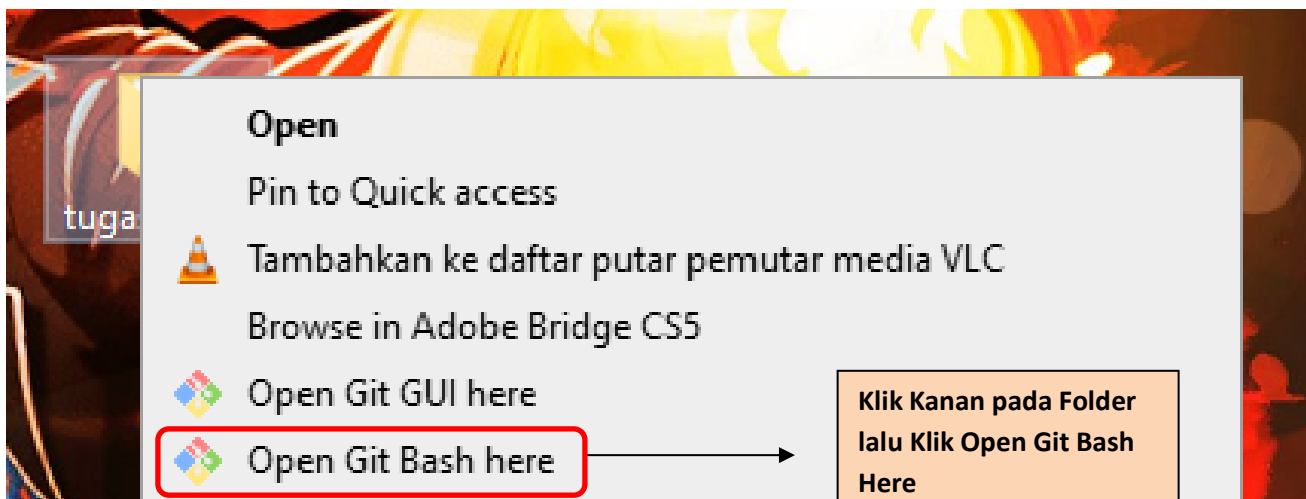 Open
Pin to Quick access
tuga
Tambahkan ke daftar putar pemutar media VLC
Browse in Adobe Bridge CS5
Open Git GUI here
Open Git Bash here
Klik Kanan pada Folder
lalu Klik Open Git Bash
Here